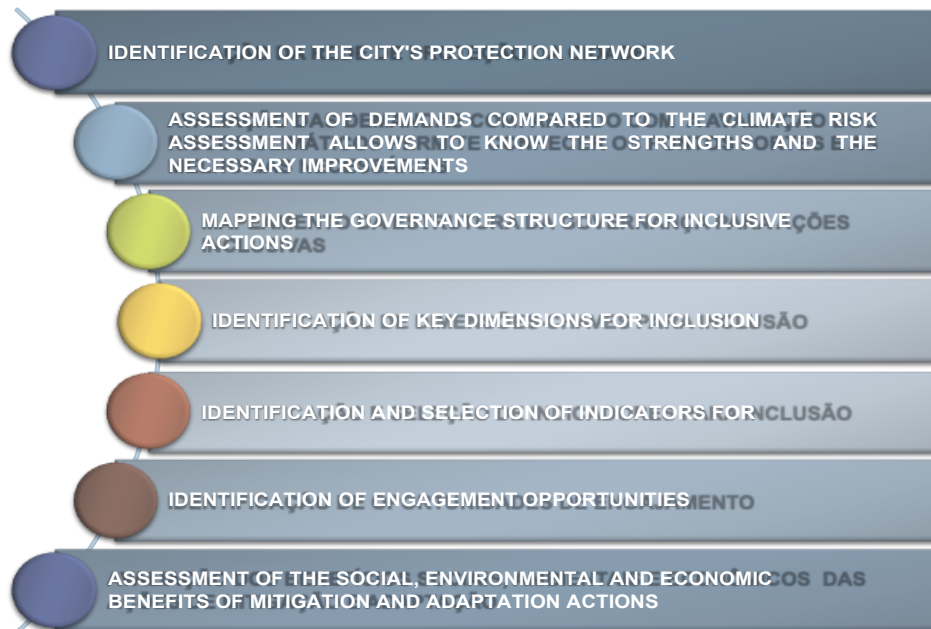 IDENTIFICATION OF THE CITY'S PROTECTION NETWORK
ASSESSMENT OF DEMANDS COMPARED TO THE CLIMATE RISK
ASSESSMENT ALLOWS TO KNOW THE STRENGTHS AND THE
NECESSARY IMPROVEMENTS
MAPPING THE GOVERNANCE STRUCTURE FOR INCLUSIVE
ACTIONS
IDENTIFICATION OF KEY DIMENSIONS FOR INCLUSION
IDENTIFICATION AND SELECTION OF INDICATORS FOR
IDENTIFICATION OF ENGAGEMENT OPPORTUNITIES
ASSESSMENT OF THE SOCIAL, ENVIRONMENTAL AND ECONOMIC
BENEFITS OF MITIGATION AND ADAPTATION ACTIONS